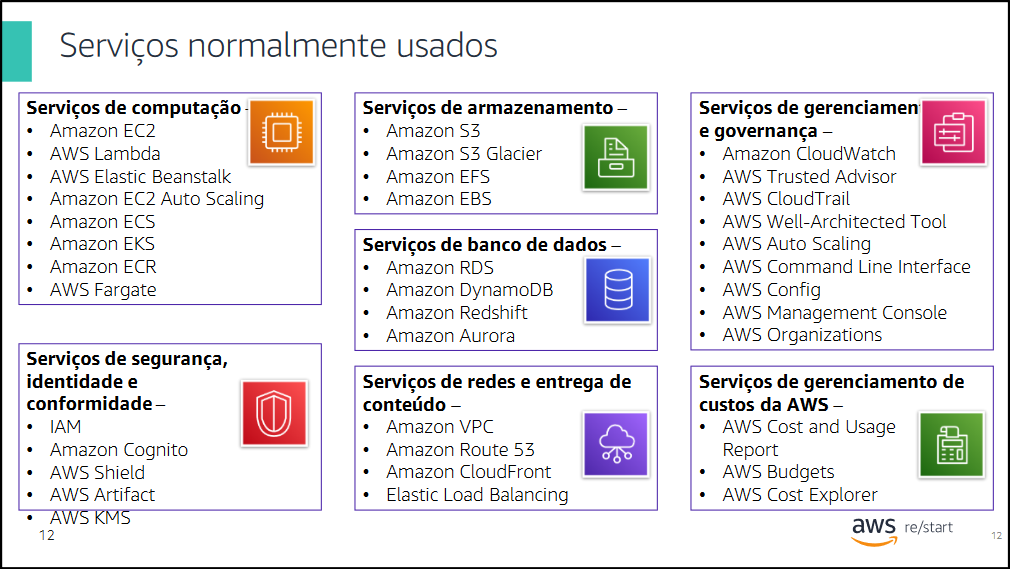 Serviços normalmente usados
Serviços de computação –
• Amazon EC2
• AWS Lambda
• AWS Elastic Beanstalk
• Amazon EC2 Auto Scaling
• Amazon ECS
• Amazon EKS
• Amazon ECR
• AWS Fargate
Serviços de segurança,
identidade e
conformidade –
• IAM
• Amazon Cognito
• AWS Shield
• AWS Artifact
• AWS KMS
Serviços de armazenamento –
• Amazon S3
• Amazon S3 Glacier
• Amazon EFS
• Amazon EBS
Serviços de banco de dados –
• Amazon RDS
• Amazon DynamoDB
• Amazon Redshift
• Amazon Aurora
Serviços de redes e entrega de
conteúdo –
• Amazon VPC
• Amazon Route 53
• Amazon CloudFront
• Elastic Load Balancing
Serviços de gerenciamen
e governança –
• Amazon CloudWatch
• AWS Trusted Advisor
• AWS CloudTrail
• AWS Well-Architected Tool
• AWS Auto Scaling
• AWS Command Line Interface
• AWS Config
• AWS Management Console
• AWS Organizations
Serviços de gerenciamento de
custos da AWS –
• AWS Cost and Usage
Report
• AWS Budgets
• AWS Cost Explorer
12
aws re/start
12